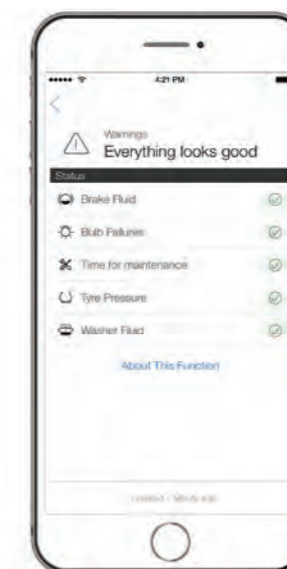 4:21 PM
Warnings
Everything looks good
Status
Brake Fluid
Bulb Failures
Time for maintenance
Tyre Pressure
Washer Fluid
About This Function